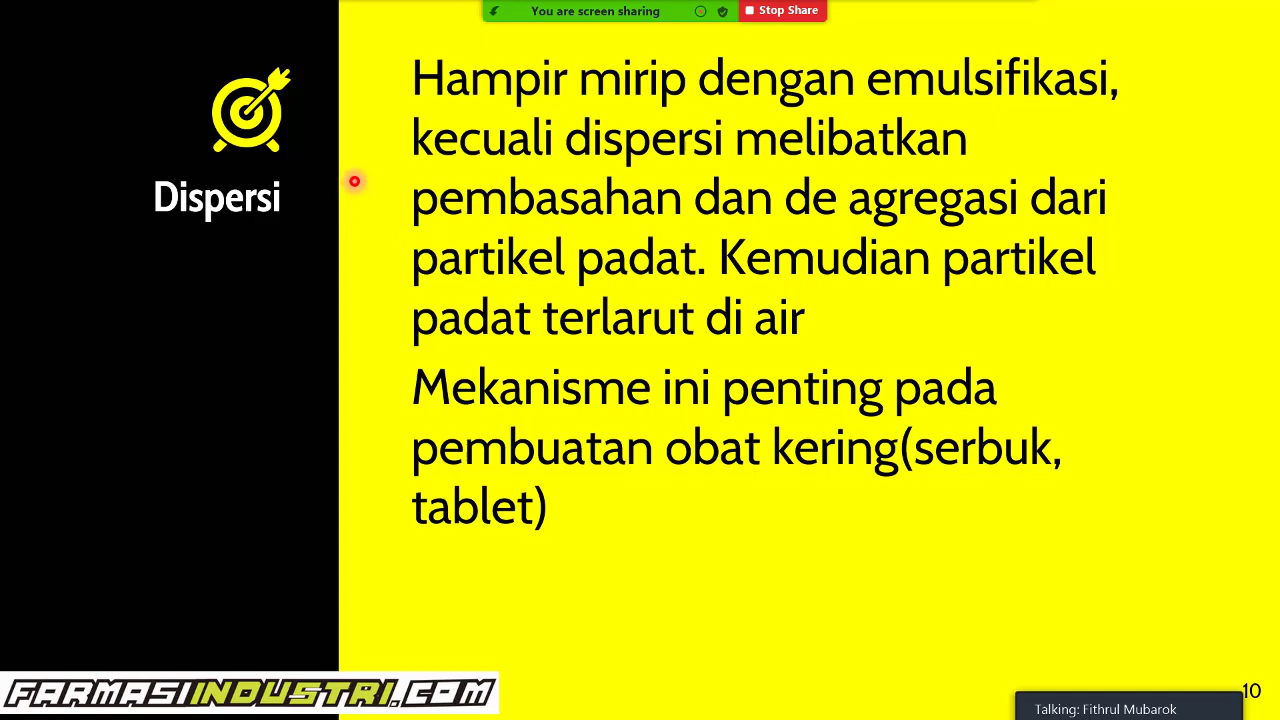 You are screen sharing
Stop Share
Dispersi
Hampir mirip dengan emulsifikasi,
kecuali dispersi melibatkan
pembasahan dan de agregasi dari
partikel padat. Kemudian partikel
padat terlarut di air
Mekanisme ini penting pada
pembuatan obat kering(serbuk,
tablet)
FARMASIINDUSTRI.COM
10
Talking: Fithrul Mubarok